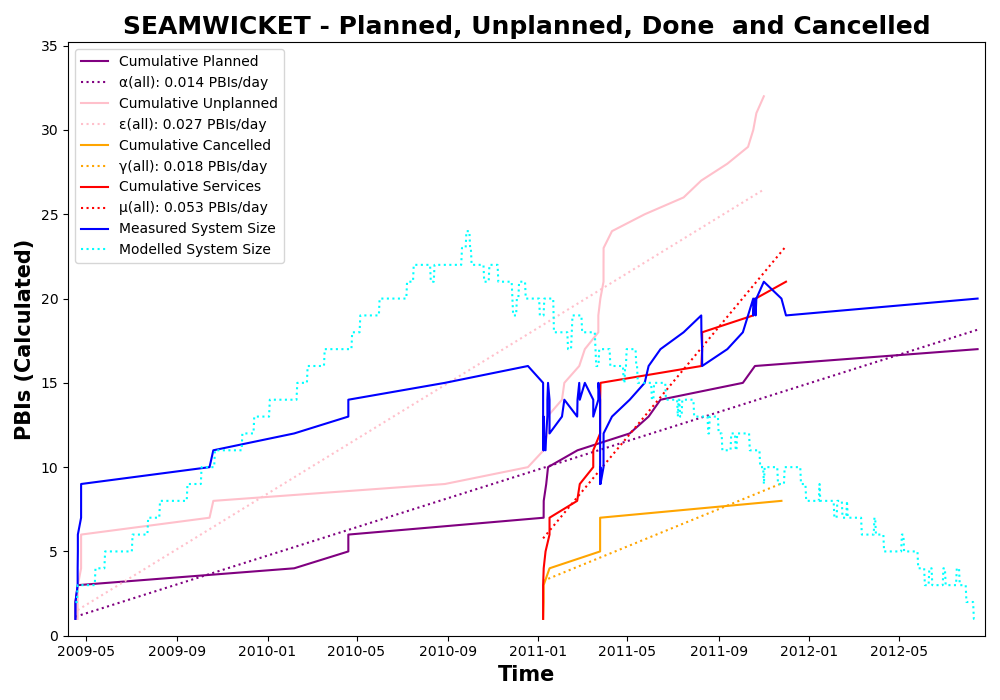 SEAMWICKET - Planned, Unplanned, Done  and Cancelled
PBIs (Calculated)
35
30
25
20
15
10
5
0
Cumulative Planned
α(all): 0.014 PBIs/day
Cumulative Unplanned
ε(all): 0.027 PBIs/day
Cumulative Cancelled
γ(all): 0.018 PBIs/day
Cumulative Services
μ(all): 0.053 PBIs/day
Measured System Size
Modelled System Size
2009-05 2009-09 2010-01 2010-05 2010-09 2011-01 2011-05 2011-09 2012-01 2012-05
Time